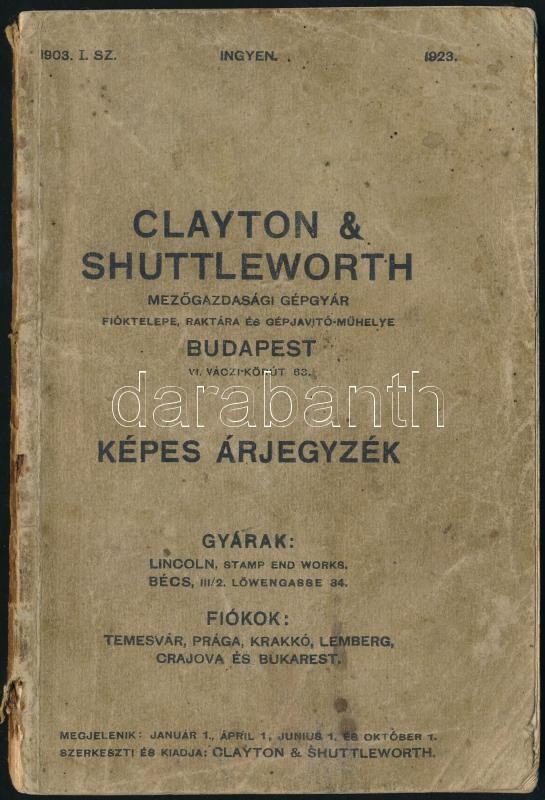 1903. I. SZ. INGYEN. 1923.
CLAYTON &
SHUTTLEWORTH
MEZŐGAZDASÁGI GÉPGYÁR
FIÓKTELEPE, RAKTÁRA ÉS GÉPJAVITÓ-MŰHELYE
BUDAPEST
VI. VÁCZI-KÖRÚT 63.
darabanth
KÉPES ÁRJEGYZÉK
GYÁRAK:
LINCOLN, STAMP END WORKS.
BÉCS, III/2. LÖWENGASSE 34.
FIÓKOK:
TEMESVÁR, PRÁGA, KRAKKÓ, LEMBERG,
CRAJOVA ÉS BUKAREST.
MEGJELENIK: JANUÁR 1., ÁPRIL 1, JUNIUS 1. ÉS OKTÓBER 1.
SZERKESZTI ÉS KIADJA: CLAYTON & SHUTTLEWORTH.